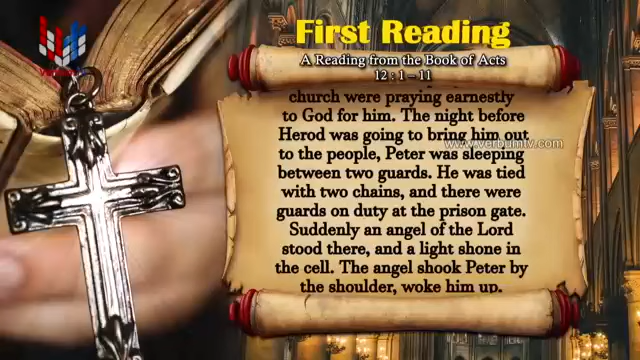 First Reading
A Reading from the Book of Acts
12 : 1 – 11
church were praying earnestly
to God for him. The night before
Herod was going to bring him out
www.verbumtv.com
to the people, Peter was sleeping
between two guards. He was tied
with two chains, and there were
guards on duty at the prison gate.
Suddenly an angel of the Lord
stood there, and a light shone in
the cell. The angel shook Peter by
the shoulder, woke him up.